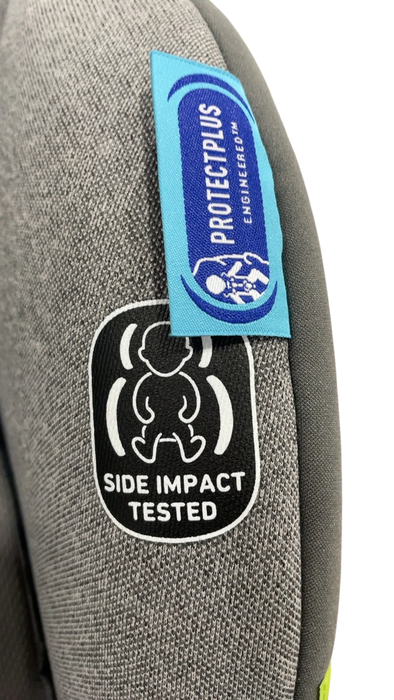 PROTECTPLUS
ENGINEERED™
SIDE IMPACT
TESTED